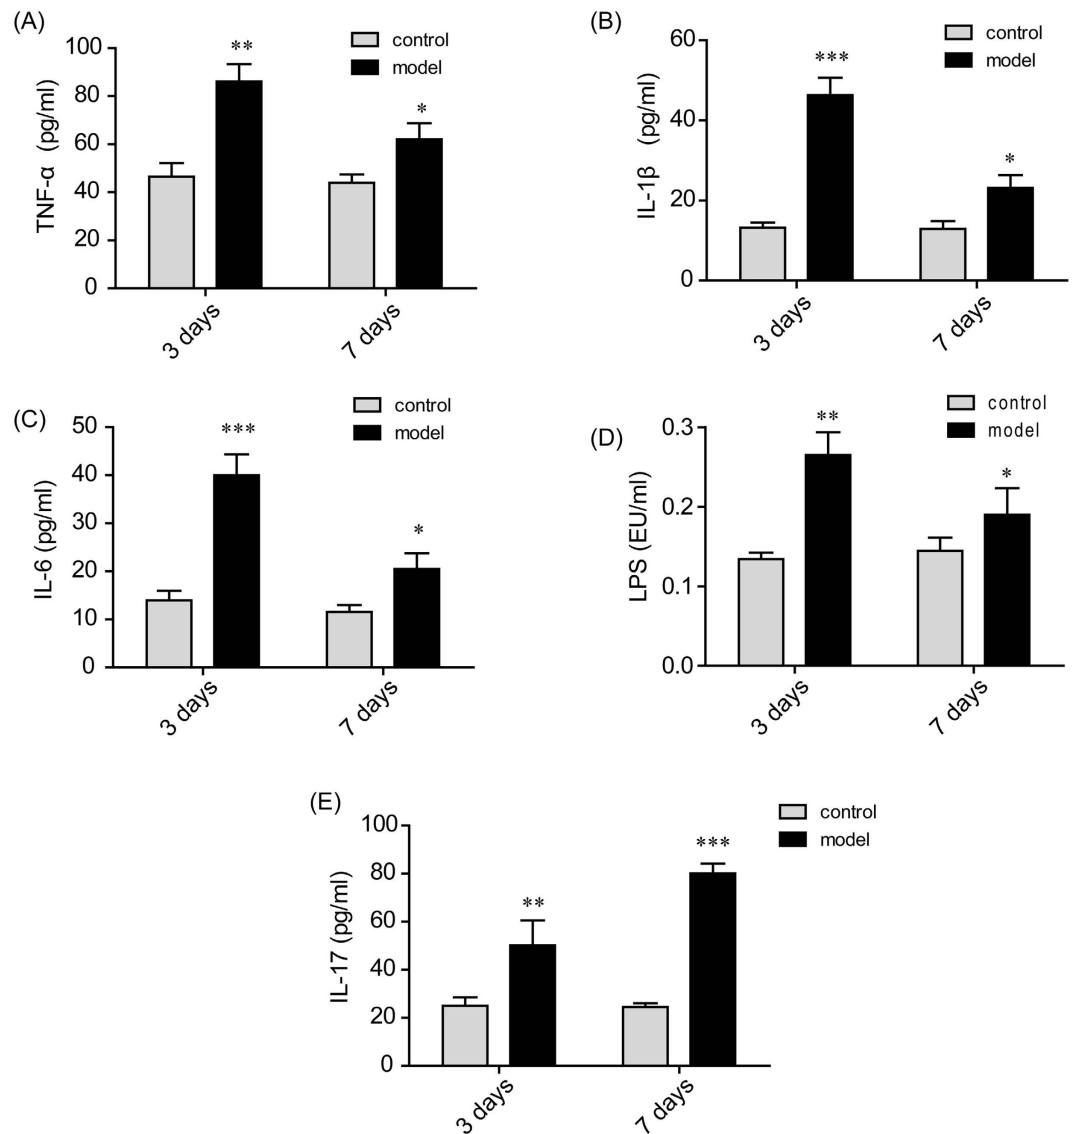 (A)
control
model
TNF-α (pg/ml)
100
80
60
40
20
0
**
*
3 days
7 days
(B)
control
model
IL-1β (pg/ml)
60
40
20
0
***
*
3 days
7 days
(C)
control
model
IL-6 (pg/ml)
50
40
30
20
10
0
***
*
3 days
7 days
(D)
control
model
LPS (EU/ml)
0.3
0.2
0.1
0.0
**
*
3 days
7 days
(E)
control
model
IL-17 (pg/ml)
100
80
60
40
20
0
**
***
3 days
7 days